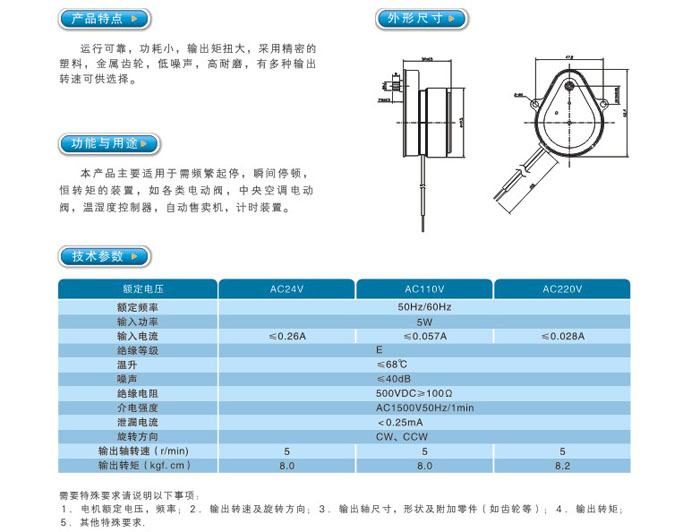 产品特点
运行可靠，功耗小，输出矩扭大，采用精密的
塑料，金属齿轮，低噪声，高耐磨，有多种输出
转速可供选择。
功能与用途
本产品主要适用于需频繁起停，瞬间停顿，
恒转矩的装置，如各类电动阀，中央空调电动
阀，温湿度控制器，自动售卖机，计时装置。
外形尺寸
技术参数
额定电压 AC24V AC110V AC220V
额定频率 50Hz/60Hz
输入功率 5W
输入电流 ≤0.26A ≤0.057A ≤0.028A
绝缘等级 E
温升 ≤68℃
噪声 ≤40dB
绝缘电阻 500VDC≥100Ω
介电强度 AC1500V50Hz/1min
泄漏电流 ＜0.25mA
旋转方向 CW、CCW
输出轴转速（r/min) 5 5 5
输出转矩（kgf.cm) 8.0 8.0 8.2
需要特殊要求请说明以下事项：
1．电机额定电压，频率；2．输出转速及旋转方向；3．输出轴尺寸，形状及附加零件（如齿轮等）；4．输出转矩；
5．其他特殊要求．